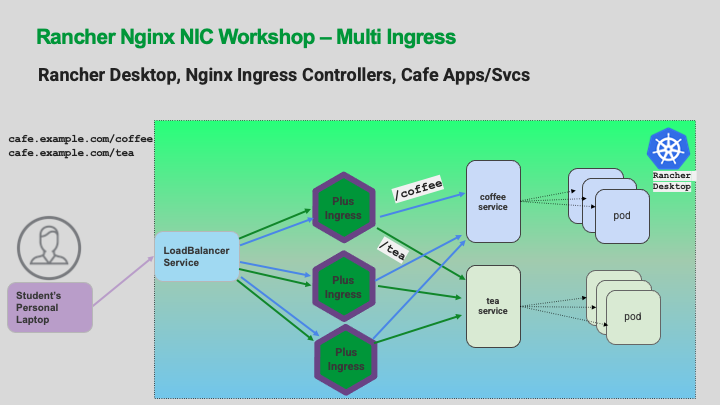 Rancher Nginx NIC Workshop – Multi Ingress
Rancher Desktop, Nginx Ingress Controllers, Cafe Apps/Svcs
cafe.example.com/coffee
cafe.example.com/tea
Rancher
Desktop
/coffee
Plus
Ingress
coffee
service
pod
/tea
LoadBalancer
Service
Plus
Ingress
Student's
Personal
Laptop
tea
service
pod
Plus
Ingress